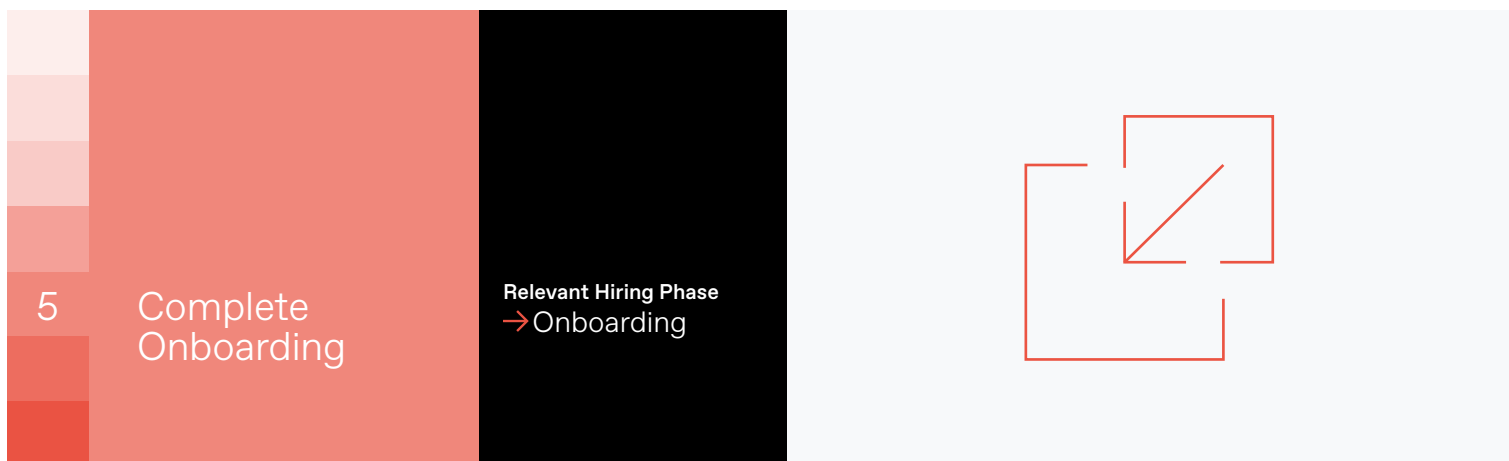 5
Complete
Onboarding
Relevant Hiring Phase
→ Onboarding